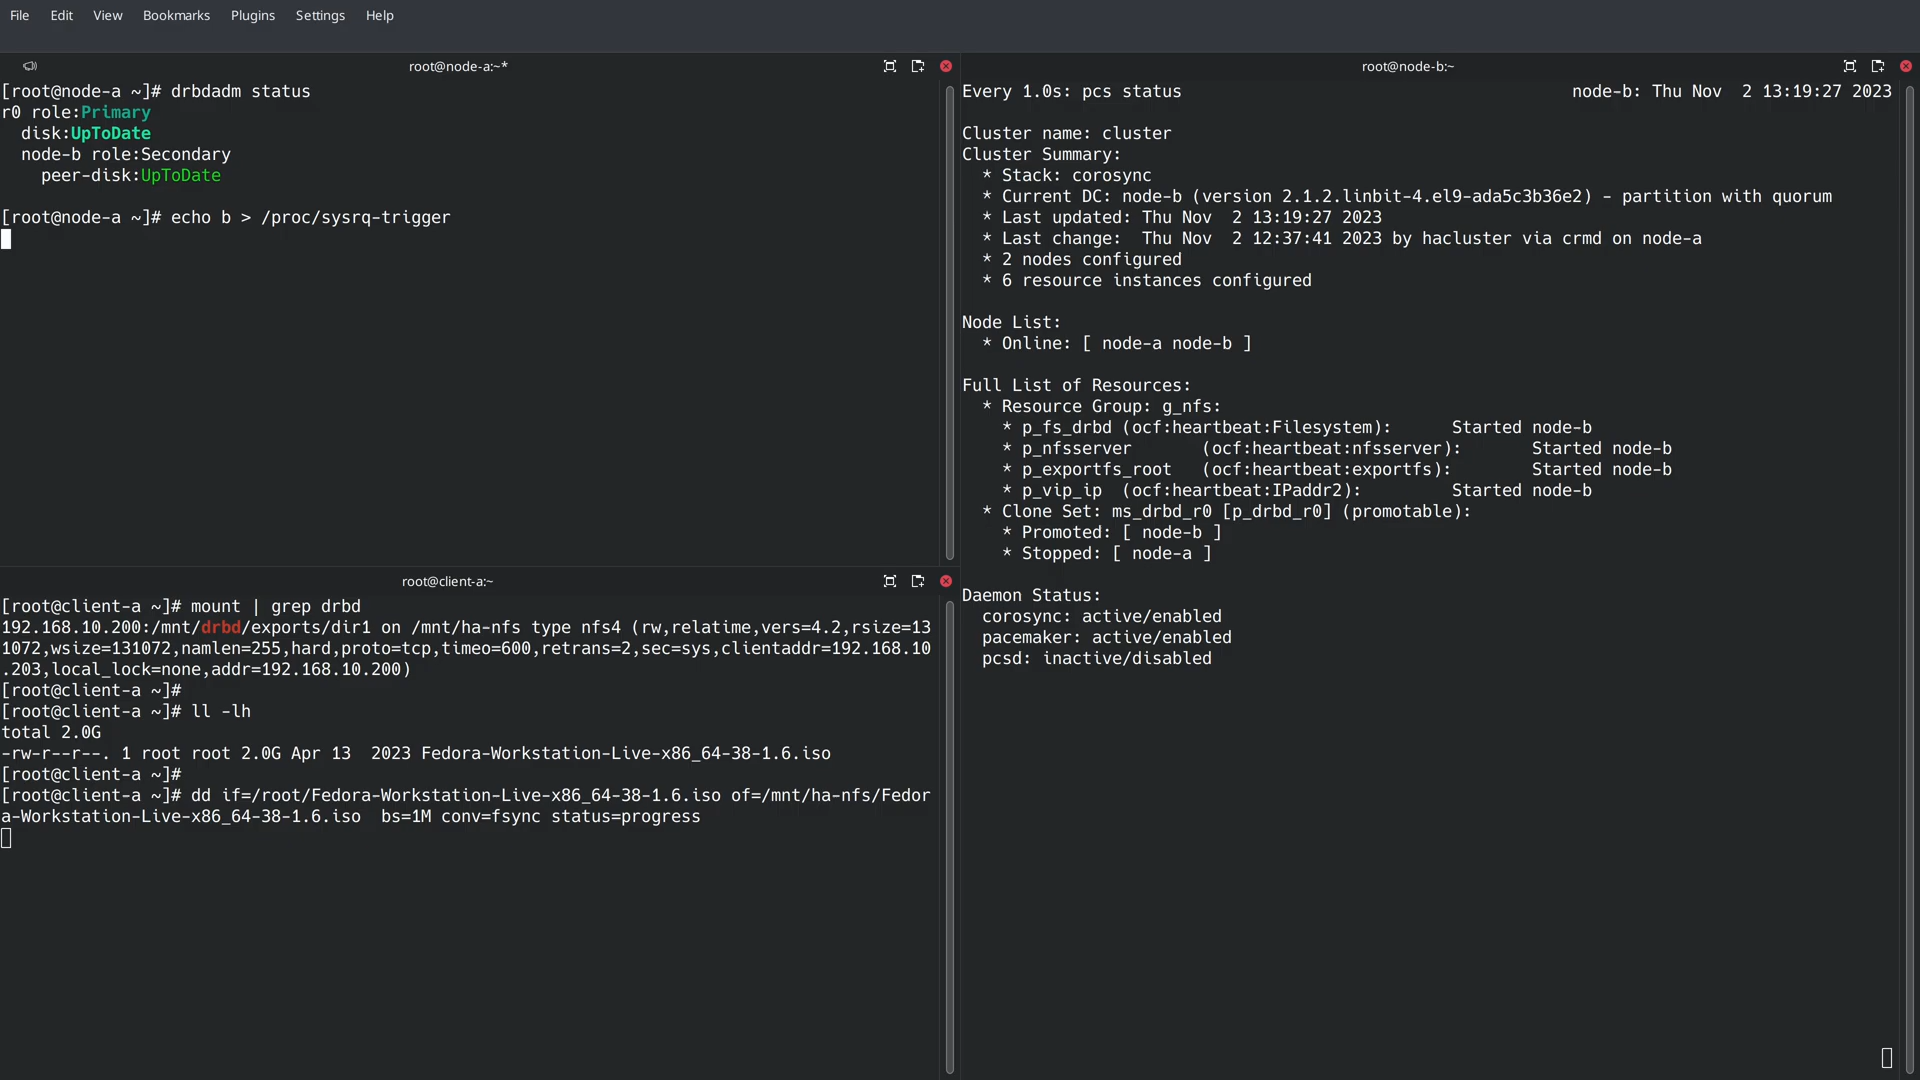 File Edit View Bookmarks Plugins Settings Help
root@node-a:~*
[root@node-a ~]# drbdadm status
r0 role:Primary
  disk:UpToDate
  node-b role:Secondary
    peer-disk:UpToDate
[root@node-a ~]# echo b > /proc/sysrq-trigger
root@client-a:~
[root@client-a ~]# mount | grep drbd
192.168.10.200:/mnt/drbd/exports/dir1 on /mnt/ha-nfs type nfs4 (rw,relatime,vers=4.2,rsize=13
1072,wsize=131072,namlen=255,hard,proto=tcp,timeo=600,retrans=2,sec=sys,clientaddr=192.168.10
.203,local_lock=none,addr=192.168.10.200)
[root@client-a ~]#
[root@client-a ~]# ll -lh
total 2.0G
-rw-r--r--. 1 root root 2.0G Apr 13  2023 Fedora-Workstation-Live-x86_64-38-1.6.iso
[root@client-a ~]#
[root@client-a ~]# dd if=/root/Fedora-Workstation-Live-x86_64-38-1.6.iso of=/mnt/ha-nfs/Fedor
a-Workstation-Live-x86_64-38-1.6.iso  bs=1M conv=fsync status=progress
root@node-b:~
Every 1.0s: pcs status node-b: Thu Nov  2 13:19:27 2023
Cluster name: cluster
Cluster Summary:
  * Stack: corosync
  * Current DC: node-b (version 2.1.2.linbit-4.el9-ada5c3b36e2) - partition with quorum
  * Last updated: Thu Nov  2 13:19:27 2023
  * Last change:  Thu Nov  2 12:37:41 2023 by hacluster via crmd on node-a
  * 2 nodes configured
  * 6 resource instances configured
Node List:
  * Online: [ node-a node-b ]
Full List of Resources:
  * Resource Group: g_nfs:
    * p_fs_drbd (ocf:heartbeat:Filesystem):      Started node-b
    * p_nfsserver       (ocf:heartbeat:nfsserver):       Started node-b
    * p_exportfs_root   (ocf:heartbeat:exportfs):        Started node-b
    * p_vip_ip  (ocf:heartbeat:IPaddr2):         Started node-b
  * Clone Set: ms_drbd_r0 [p_drbd_r0] (promotable):
    * Promoted: [ node-b ]
    * Stopped: [ node-a ]
Daemon Status:
  corosync: active/enabled
  pacemaker: active/enabled
  pcsd: inactive/disabled